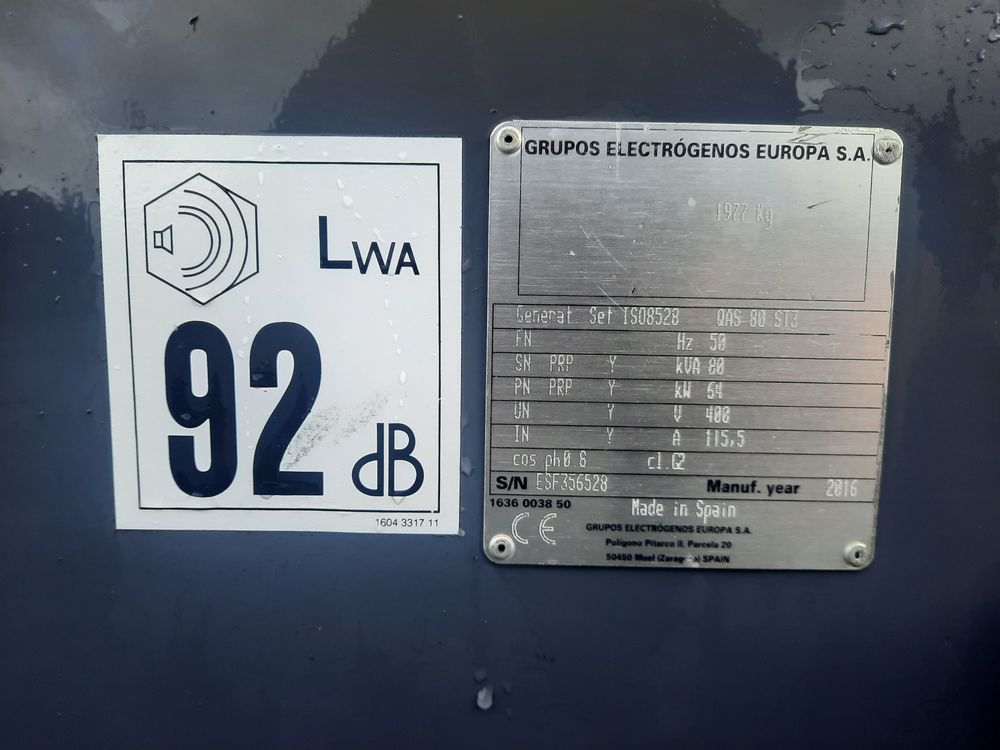 LWA
92
dB
1604 3317 11
GRUPOS ELECTRÓGENOS EUROPA S.A.
1977 Kg
Generat. Set ISO8528 QAS 80 ST3
FN Hz 50
SN PRP Y kVA 80
PN PRP Y kW 64
UN Y V 400
IN Y A 115,5
cos ph0.8 cl.G2
S/N ESF356528 Manuf. year 2016
1636 0038 50
Made in Spain
CE
GRUPOS ELECTRÓGENOS EUROPA S.A.
Polígono Pitarco II, Parcela 20
50450 Muel (Zaragoza) SPAIN